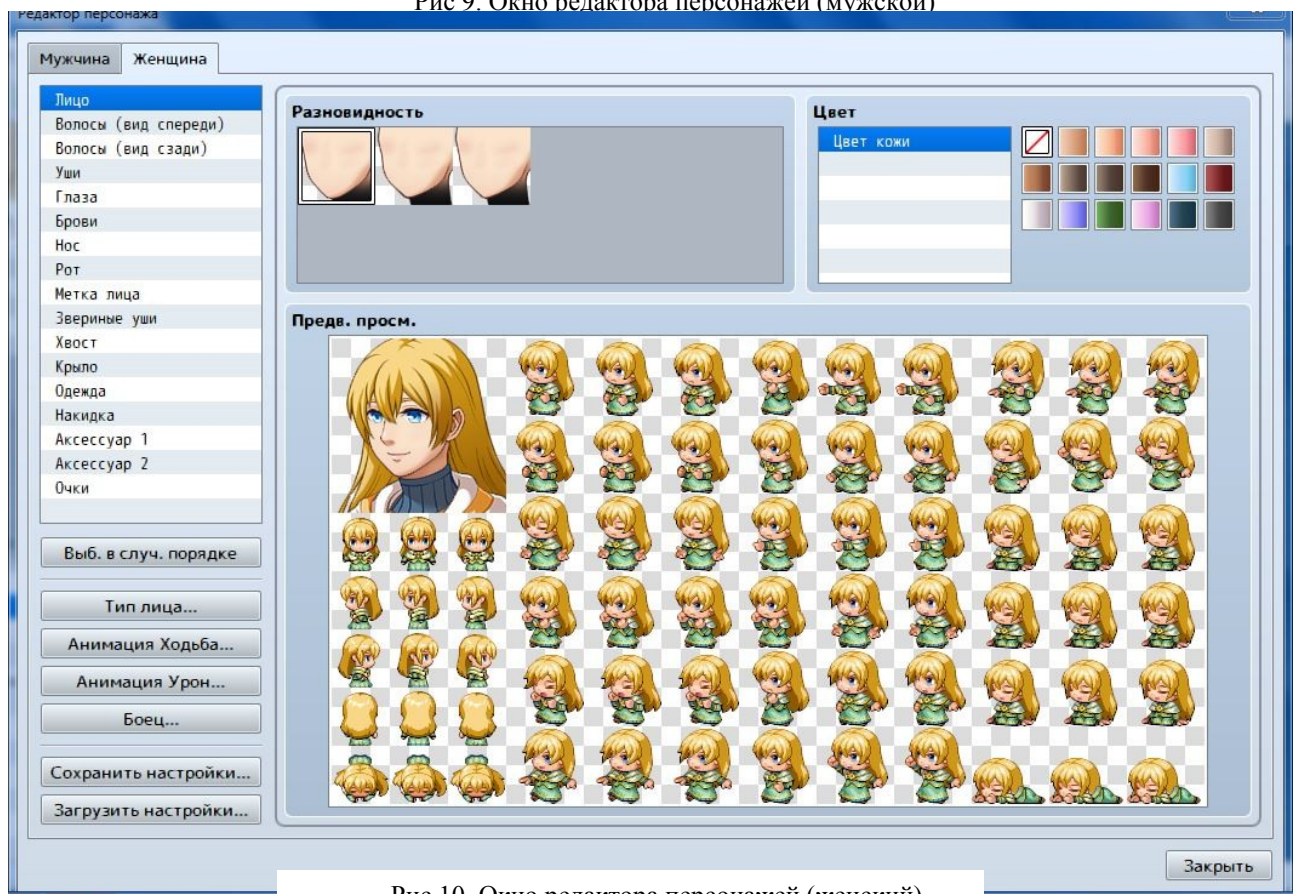 Рис 9. Окно редактора персонажей (мужской)
Редактор персонажа
Мужчина Женщина
Лицо
Волосы (вид спереди)
Волосы (вид сзади)
Уши
Глаза
Брови
Нос
Рот
Метка лица
Звериные уши
Хвост
Крыло
Одежда
Накидка
Аксессуар 1
Аксессуар 2
Очки
Выб. в случ. порядке
Тип лица...
Анимация Ходьба...
Анимация Урон...
Боец...
Сохранить настройки...
Загрузить настройки...
Разновидность
Цвет
Цвет кожи
Предв. просм.
Закрыть
Рис 10. Окно редактора персонажей (женский)